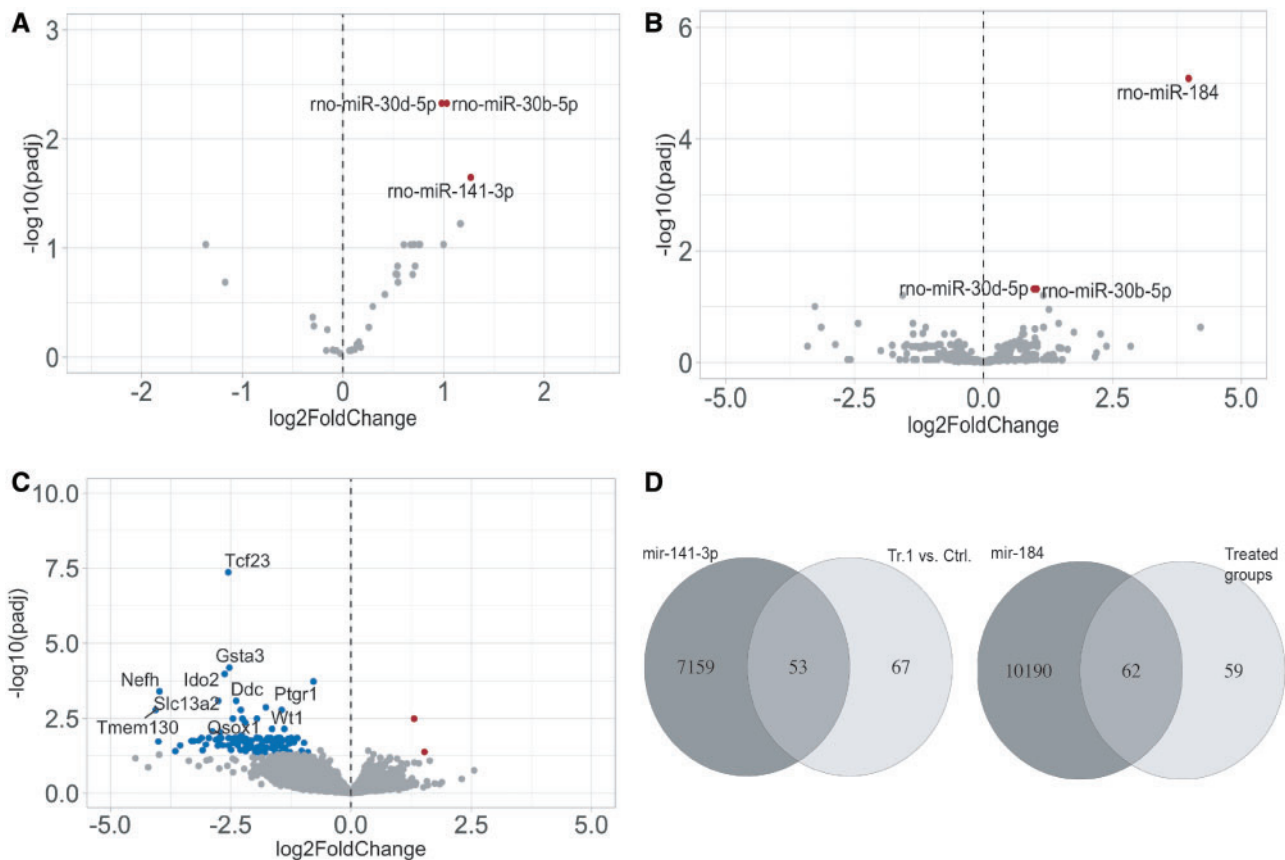 A
-log10(padj)
3
2
1
0
rno-miR-30d-5p
rno-miR-30b-5p
rno-miR-141-3p
-2
-1
0
1
2
log2FoldChange
B
-log10(padj)
6
4
2
0
rno-miR-184
rno-miR-30d-5p
rno-miR-30b-5p
-5.0
-2.5
0.0
2.5
5.0
log2FoldChange
C
-log10(padj)
10.0
7.5
5.0
2.5
0.0
Tcf23
Gsta3
Nefh
Ido2
Ddc
Ptgr1
Slc13a2
Tmem130
Qsox1
Wt1
-5.0
-2.5
0.0
2.5
5.0
log2FoldChange
D
mir-141-3p
Tr.1 vs. Ctrl.
7159
53
67
mir-184
Treated
groups
10190
62
59